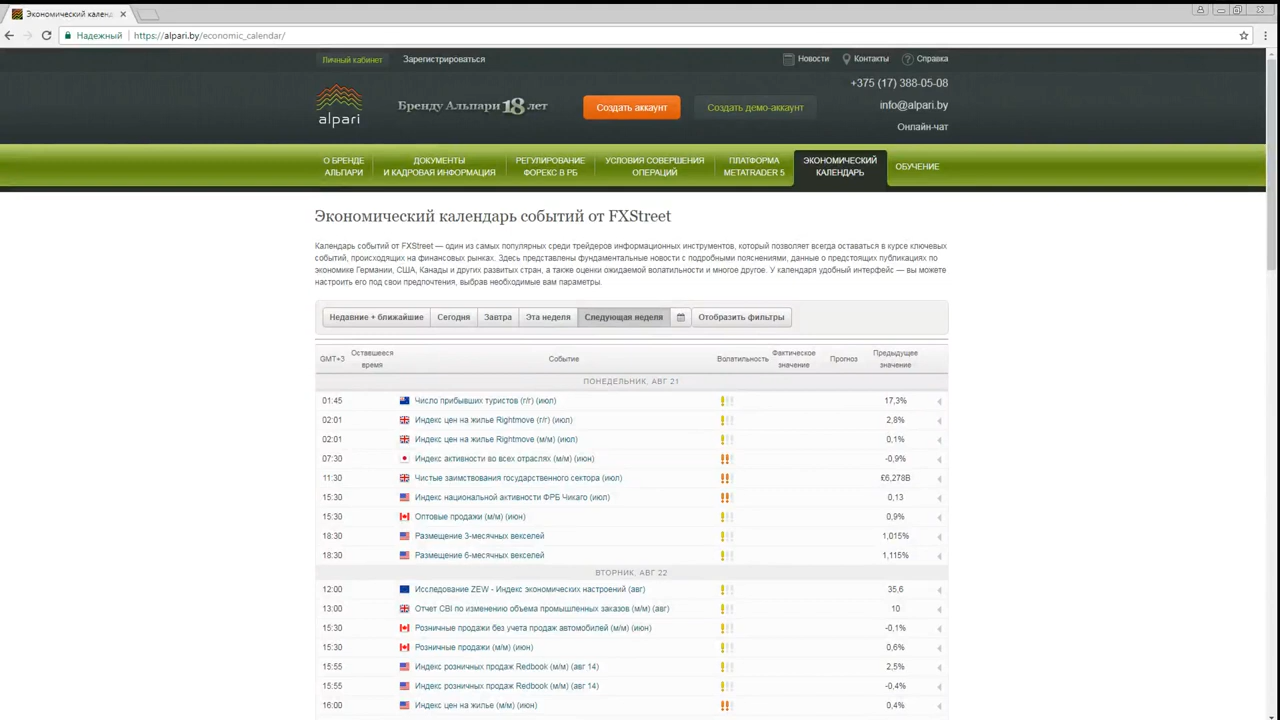 Экономический календ
Надежный
https://alpari.by/economic_calendar/
Личный кабинет
Зарегистрироваться
Новости
Контакты
Справка
+375 (17) 388-05-08
info@alpari.by
Онлайн-чат
alpari
Бренду Альпари 18 лет
Создать аккаунт
Создать демо-аккаунт
О БРЕНДЕ
АЛЬПАРИ
ДОКУМЕНТЫ
И КАДРОВАЯ ИНФОРМАЦИЯ
РЕГУЛИРОВАНИЕ
ФОРЕКС В РБ
УСЛОВИЯ СОВЕРШЕНИЯ
ОПЕРАЦИЙ
ПЛАТФОРМА
METATRADER 5
ЭКОНОМИЧЕСКИЙ
КАЛЕНДАРЬ
ОБУЧЕНИЕ
Экономический календарь событий от FXStreet
Календарь событий от FXStreet — один из самых популярных среди трейдеров информационных инструментов, который позволяет всегда оставаться в курсе ключевых
событий, происходящих на финансовых рынках. Здесь представлены фундаментальные новости с подробными пояснениями, данные о предстоящих публикациях по
экономике Германии, США, Канады и других развитых стран, а также оценки ожидаемой волатильности и многое другое. У календаря удобный интерфейс — вы можете
настроить его под свои предпочтения, выбрав необходимые вам параметры.
Недавние + ближайшие Сегодня Завтра Эта неделя Следующая неделя Отобразить фильтры
GMT+3 Оставшееся время Событие Волатильность Фактическое значение Прогноз Предыдущее значение
ПОНЕДЕЛЬНИК, АВГ 21
01:45 Число прибывших туристов (г/г) (июл) 17,3%
02:01 Индекс цен на жилье Rightmove (г/г) (июл) 2,8%
02:01 Индекс цен на жилье Rightmove (м/м) (июл) 0,1%
07:30 Индекс активности во всех отраслях (м/м) (июн) -0,9%
11:30 Чистые заимствования государственного сектора (июл) £6,278B
15:30 Индекс национальной активности ФРБ Чикаго (июл) 0,13
15:30 Оптовые продажи (м/м) (июн) 0,9%
18:30 Размещение 3-месячных векселей 1,015%
18:30 Размещение 6-месячных векселей 1,115%
ВТОРНИК, АВГ 22
12:00 Исследование ZEW - Индекс экономических настроений (авг) 35,6
13:00 Отчет CBI по изменению объема промышленных заказов (м/м) (авг) 10
15:30 Розничные продажи без учета продаж автомобилей (м/м) (июн) -0,1%
15:30 Розничные продажи (м/м) (июн) 0,6%
15:55 Индекс розничных продаж Redbook (м/м) (авг 14) 2,5%
15:55 Индекс розничных продаж Redbook (м/м) (авг 14) -0,4%
16:00 Индекс цен на жилье (м/м) (июн) 0,4%